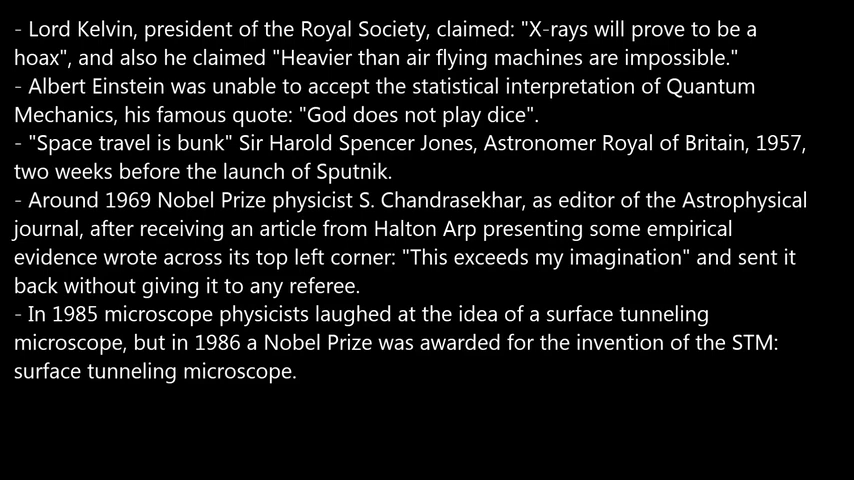 - Lord Kelvin, president of the Royal Society, claimed: "X-rays will prove to be a
hoax", and also he claimed "Heavier than air flying machines are impossible."
- Albert Einstein was unable to accept the statistical interpretation of Quantum
Mechanics, his famous quote: "God does not play dice".
- "Space travel is bunk" Sir Harold Spencer Jones, Astronomer Royal of Britain, 1957,
two weeks before the launch of Sputnik.
- Around 1969 Nobel Prize physicist S. Chandrasekhar, as editor of the Astrophysical
journal, after receiving an article from Halton Arp presenting some empirical
evidence wrote across its top left corner: "This exceeds my imagination" and sent it
back without giving it to any referee.
- In 1985 microscope physicists laughed at the idea of a surface tunneling
microscope, but in 1986 a Nobel Prize was awarded for the invention of the STM:
surface tunneling microscope.